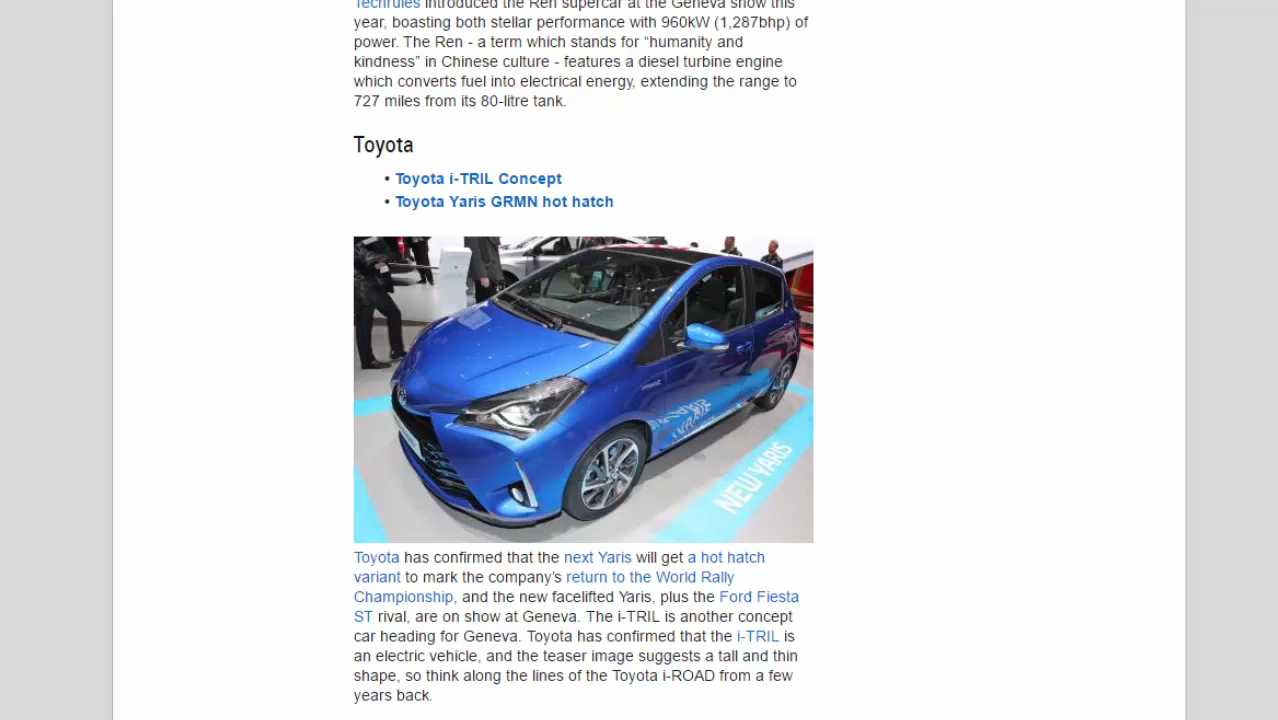 Techrules introduced the Ren supercar at the Geneva show this
year, boasting both stellar performance with 960kW (1,287bhp) of
power. The Ren - a term which stands for “humanity and
kindness” in Chinese culture - features a diesel turbine engine
which converts fuel into electrical energy, extending the range to
727 miles from its 80-litre tank.
Toyota
• Toyota i-TRIL Concept
• Toyota Yaris GRMN hot hatch
NEW YARIS
Toyota has confirmed that the next Yaris will get a hot hatch
variant to mark the company’s return to the World Rally
Championship, and the new facelifted Yaris, plus the Ford Fiesta
ST rival, are on show at Geneva. The i-TRIL is another concept
car heading for Geneva. Toyota has confirmed that the i-TRIL is
an electric vehicle, and the teaser image suggests a tall and thin
shape, so think along the lines of the Toyota i-ROAD from a few
years back.